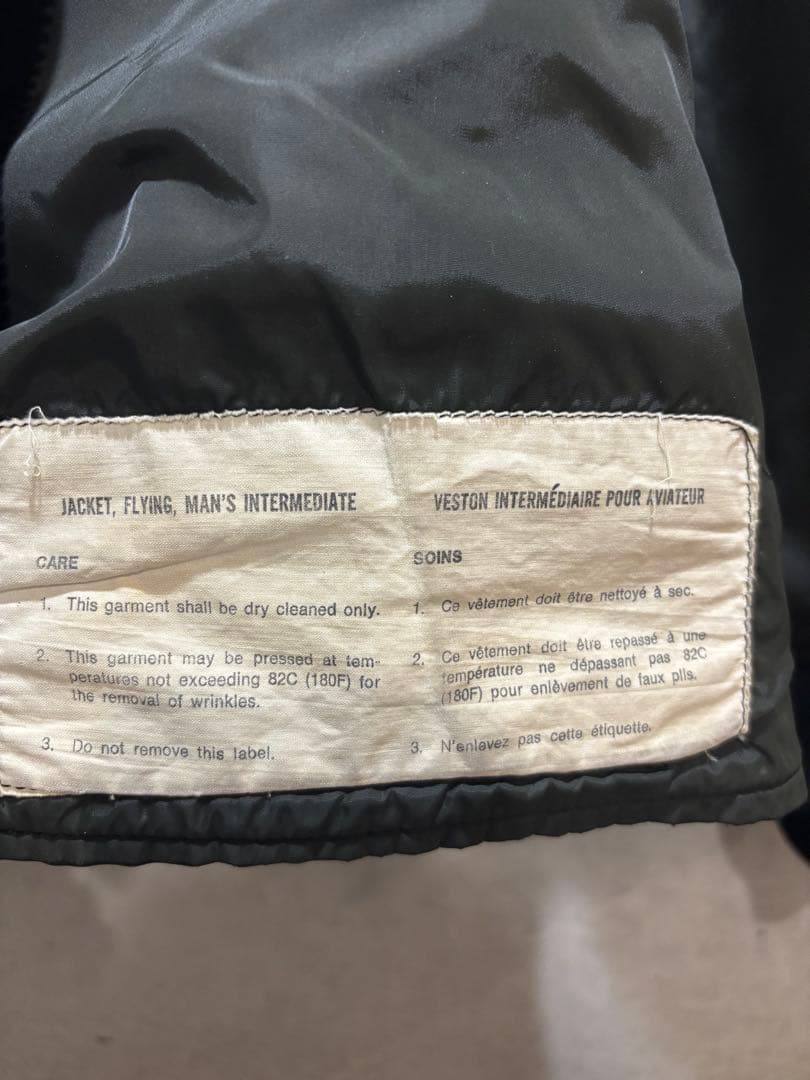 JACKET, FLYING, MAN'S INTERMEDIATE
CARE
1. This garment shall be dry cleaned only.
2. This garment may be pressed at tem-
peratures not exceeding 82C (180F) for
the removal of wrinkles.
3. Do not remove this label.
VESTON INTERMÉDIAIRE POUR AVIATEUR
SOINS
1. Ce vêtement doit être nettoyé à sec.
2. Ce vêtement doit être repassé à une
température ne dépassant pas 82C
(180F) pour enlèvement de faux plis.
3. N'enlevez pas cette étiquette.